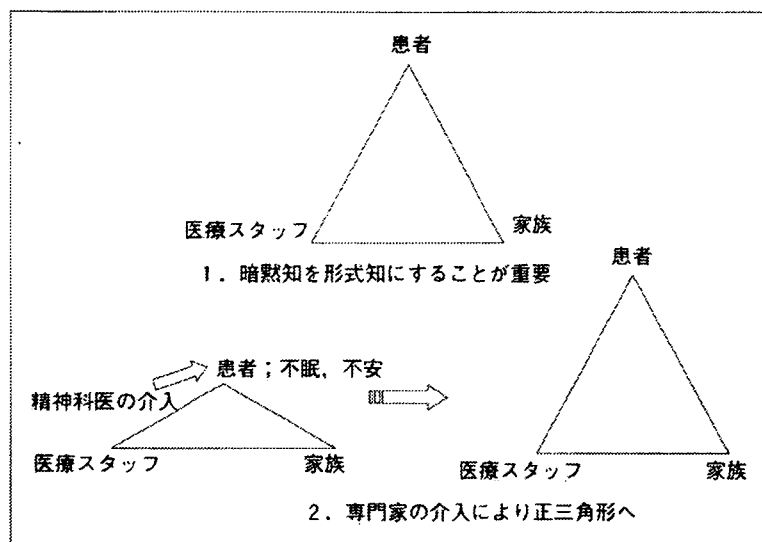 患者
医療スタッフ
家族
1．暗黙知を形式知にすることが重要
患者
患者；不眠，不安
精神科医の介入
医療スタッフ
家族
医療スタッフ
家族
2．専門家の介入により正三角形へ